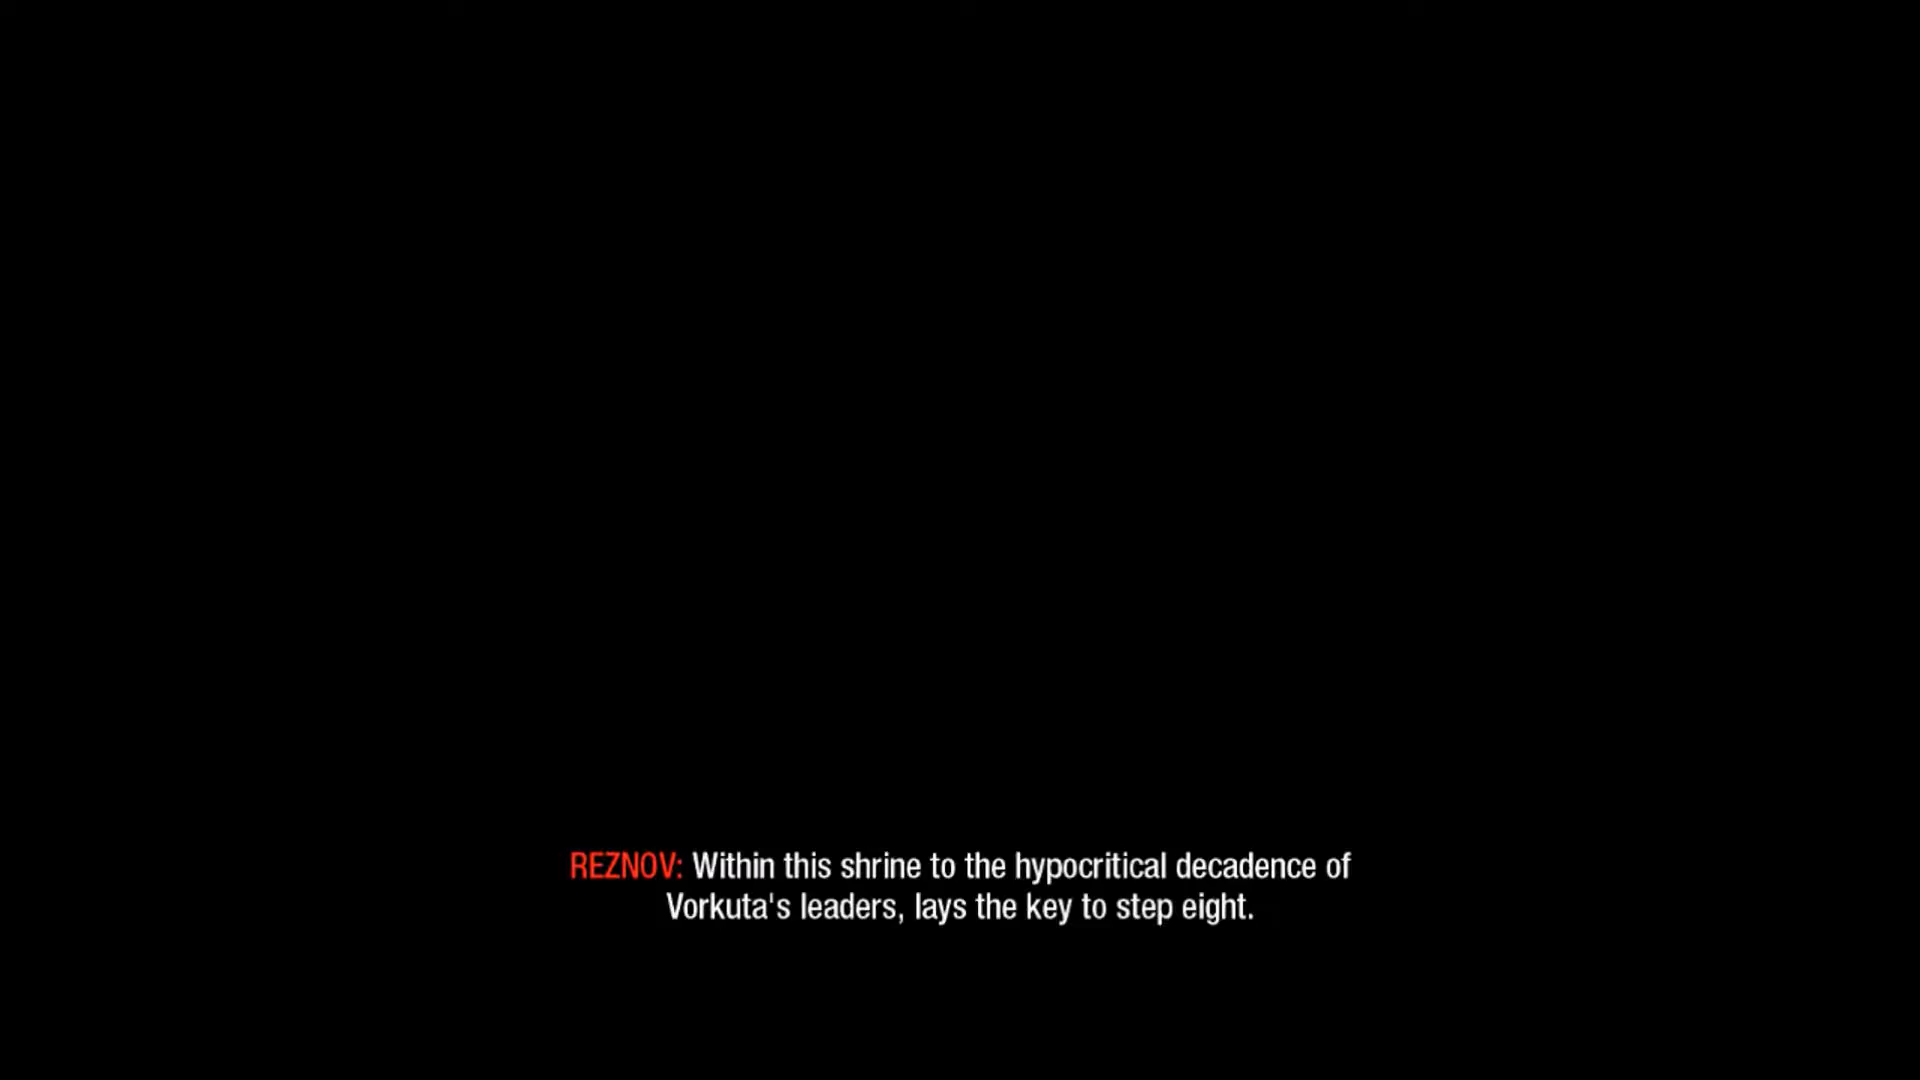 REZNOV: Within this shrine to the hypocritical decadence of
Vorkuta's leaders, lays the key to step eight.